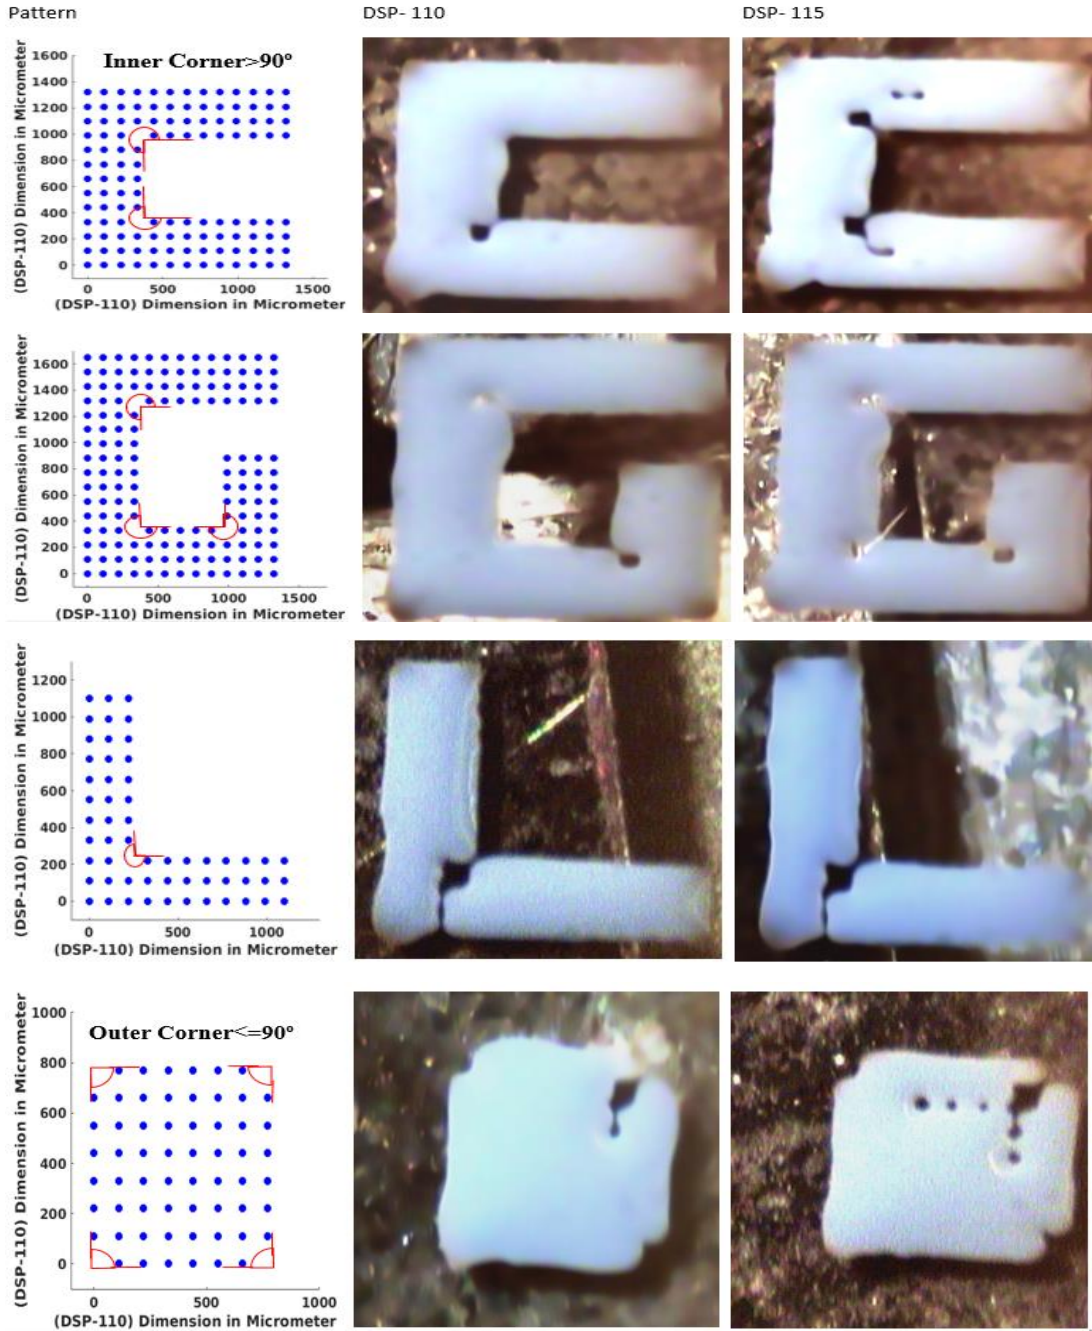 Pattern DSP- 110 DSP- 115
Inner Corner>90°
(DSP-110) Dimension in Micrometer
1600
1400
1200
1000
800
600
400
200
0
0 500 1000 1500
(DSP-110) Dimension in Micrometer
(DSP-110) Dimension in Micrometer
1600
1400
1200
1000
800
600
400
200
0
0 500 1000 1500
(DSP-110) Dimension in Micrometer
(DSP-110) Dimension in Micrometer
1200
1000
800
600
400
200
0
0 500 1000
(DSP-110) Dimension in Micrometer
Outer Corner<=90°
(DSP-110) Dimension in Micrometer
1000
800
600
400
200
0
0 500 1000
(DSP-110) Dimension in Micrometer